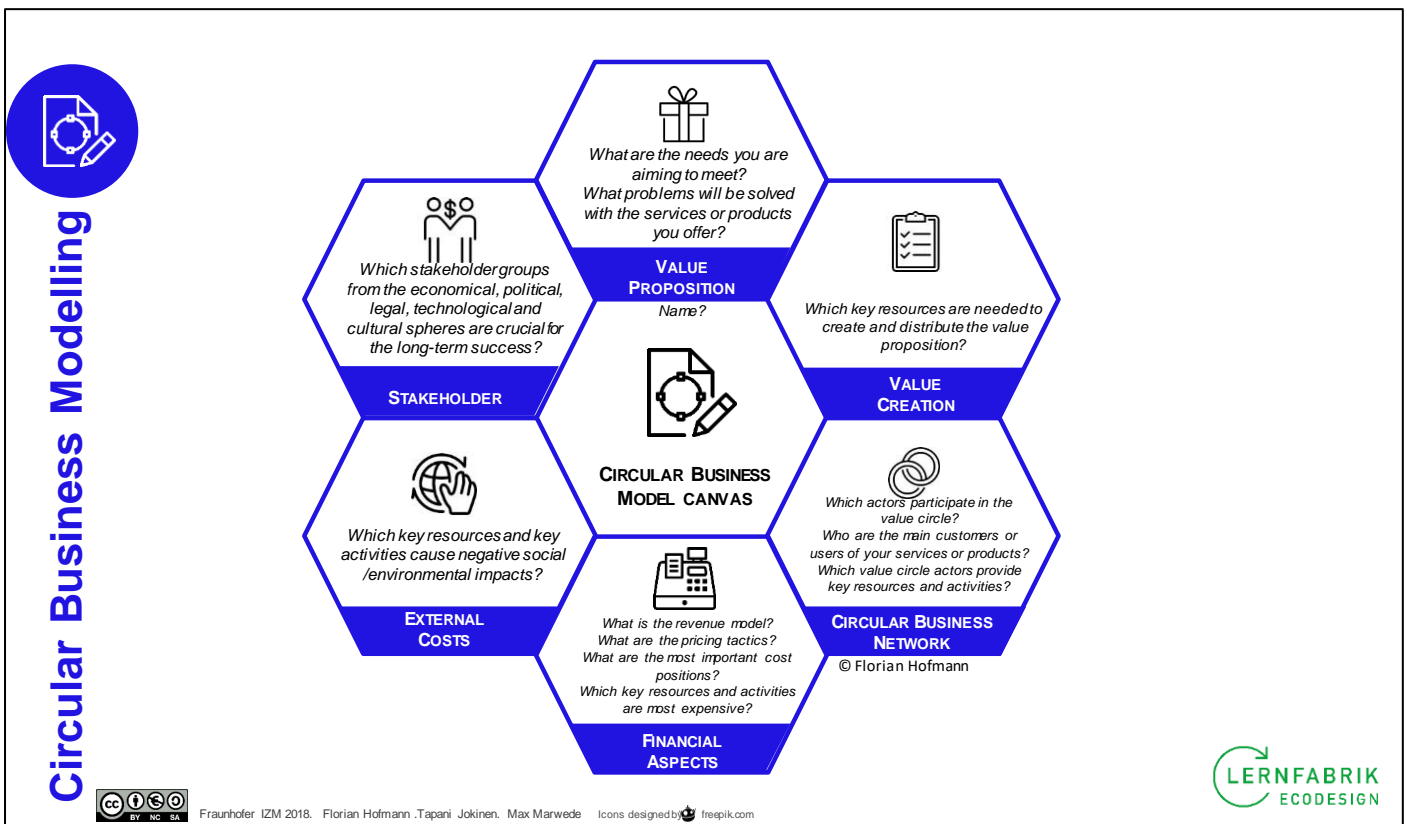 Circular Business Modelling
What are the needs you are
aiming to meet?
What problems will be solved
with the services or products
you offer?
VALUE
PROPOSITION
Which stakeholder groups
from the economical, political,
legal, technological and
cultural spheres are crucial for
the long-term success?
STAKEHOLDER
Name?
CIRCULAR BUSINESS
MODEL CANVAS
Which key resources are needed to
create and distribute the value
proposition?
VALUE
CREATION
Which key resources and key
activities cause negative social
/environmental impacts?
EXTERNAL
COSTS
Which actors participate in the
value circle?
Who are the main customers or
users of your services or products?
Which value circle actors provide
key resources and activities?
CIRCULAR BUSINESS
NETWORK
© Florian Hofmann
What is the revenue model?
What are the pricing tactics?
What are the most important cost
positions?
Which key resources and activities
are most expensive?
FINANCIAL
ASPECTS
cc BY NC SA
Fraunhofer IZM 2018. Florian Hofmann .Tapani Jokinen. Max Marwede Icons designed by freepik.com
LERNFABRIK
ECODESIGN